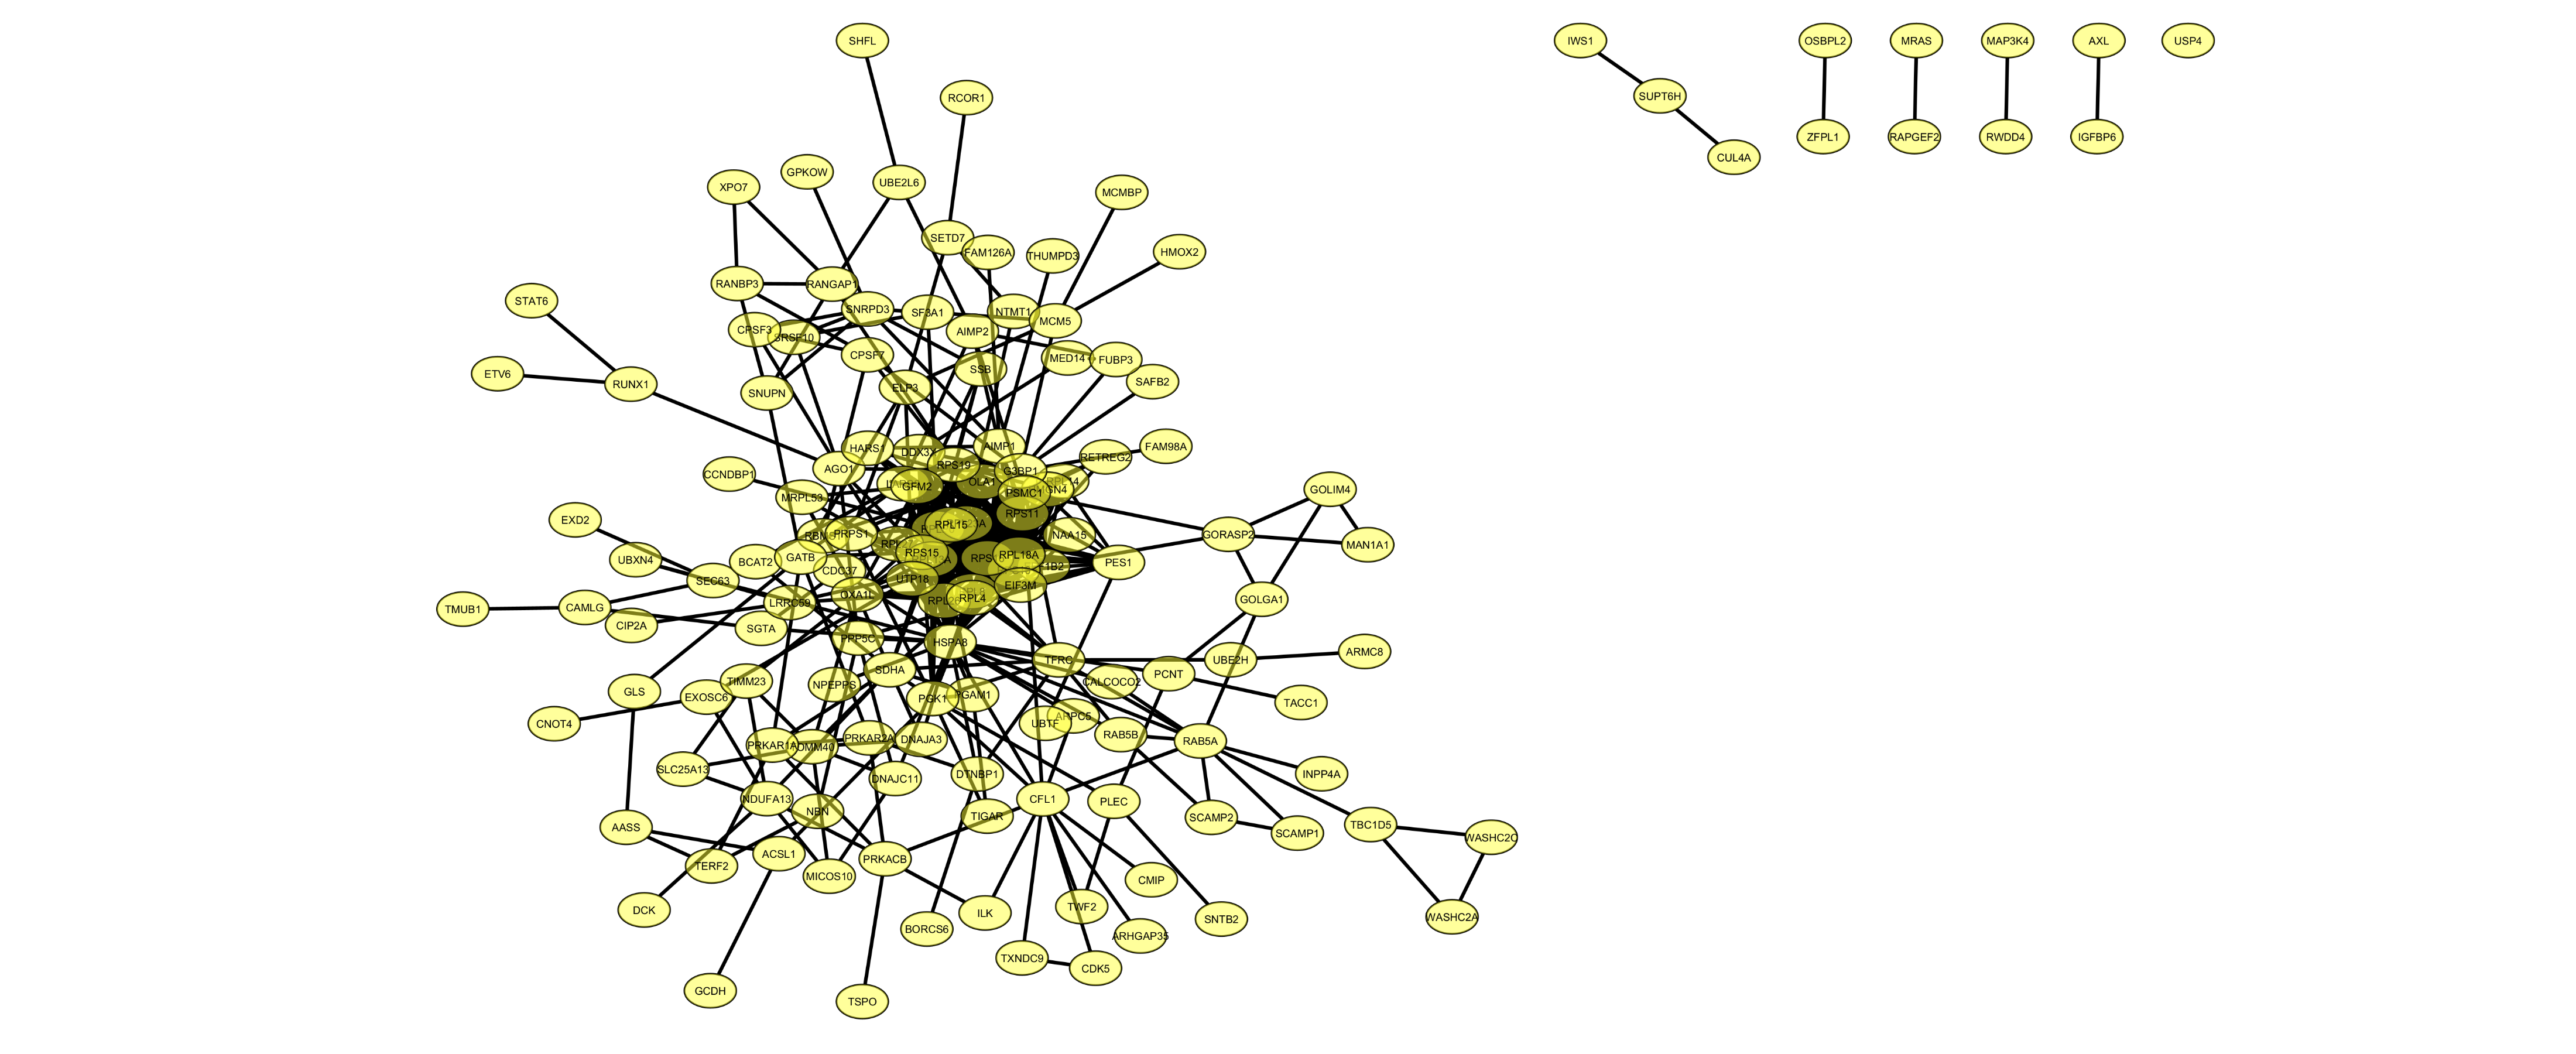 SHFL
IWS1
OSBPL2
MRAS
MAP3K4
AXL
USP4
RCOR1
SUPT6H
ZFPL1
RAPGEF2
RWDD4
IGFBP6
CUL4A
GPKOW
UBE2L6
XPO7
MCMBP
SETD7
FAM126A
THUMPD3
HMOX2
RANBP3
RANGAP1
STAT6
SNRPD3
SF3A1
NTMT1
MCM5
CPSF3
SRSF10
AIMP2
CPSF7
MED14
FUBP3
SSB
ETV6
RUNX1
SAFB2
SNUPN
ELP3
HARS1
DDX3X
AIMP1
FAM98A
RETREG2
AGO1
RPS19
G3BP1
CCNDBP1
GFM2
OLA1
GOLIM4
MRPL53
PSMC1
RPS11
EXD2
RPL15
PRPS1
NAA15
GORASP2
MAN1A1
UBXN4
BCAT2
GATB
RPS15
RPL18A
PES1
CDC37
SEC63
UTP18
EIF3M
TMUB1
CAMLG
LRRC59
OXA1L
RPL4
GOLGA1
CIP2A
SGTA
PPP5C
HSPA8
ARMC8
TFRC
UBE2H
SDHA
PCNT
TIMM23
NPEPPS
CALCOCO2
GLS
EXOSC6
PGK1
PGAM1
TACC1
CNOT4
UBTF
ARPC5
RAB5B
PRKAR1A
PRKAR2A
DNAJA3
RAB5A
SLC25A13
DNAJC11
DTNBP1
INPP4A
NDUFA13
NBN
CFL1
PLEC
TIGAR
SCAMP2
AASS
TBC1D5
SCAMP1
WASHC2C
ACSL1
TERF2
PRKACB
MICOS10
CMIP
DCK
ILK
TWF2
SNTB2
WASHC2A
BORCS6
ARHGAP35
TXNDC9
CDK5
GCDH
TSPO